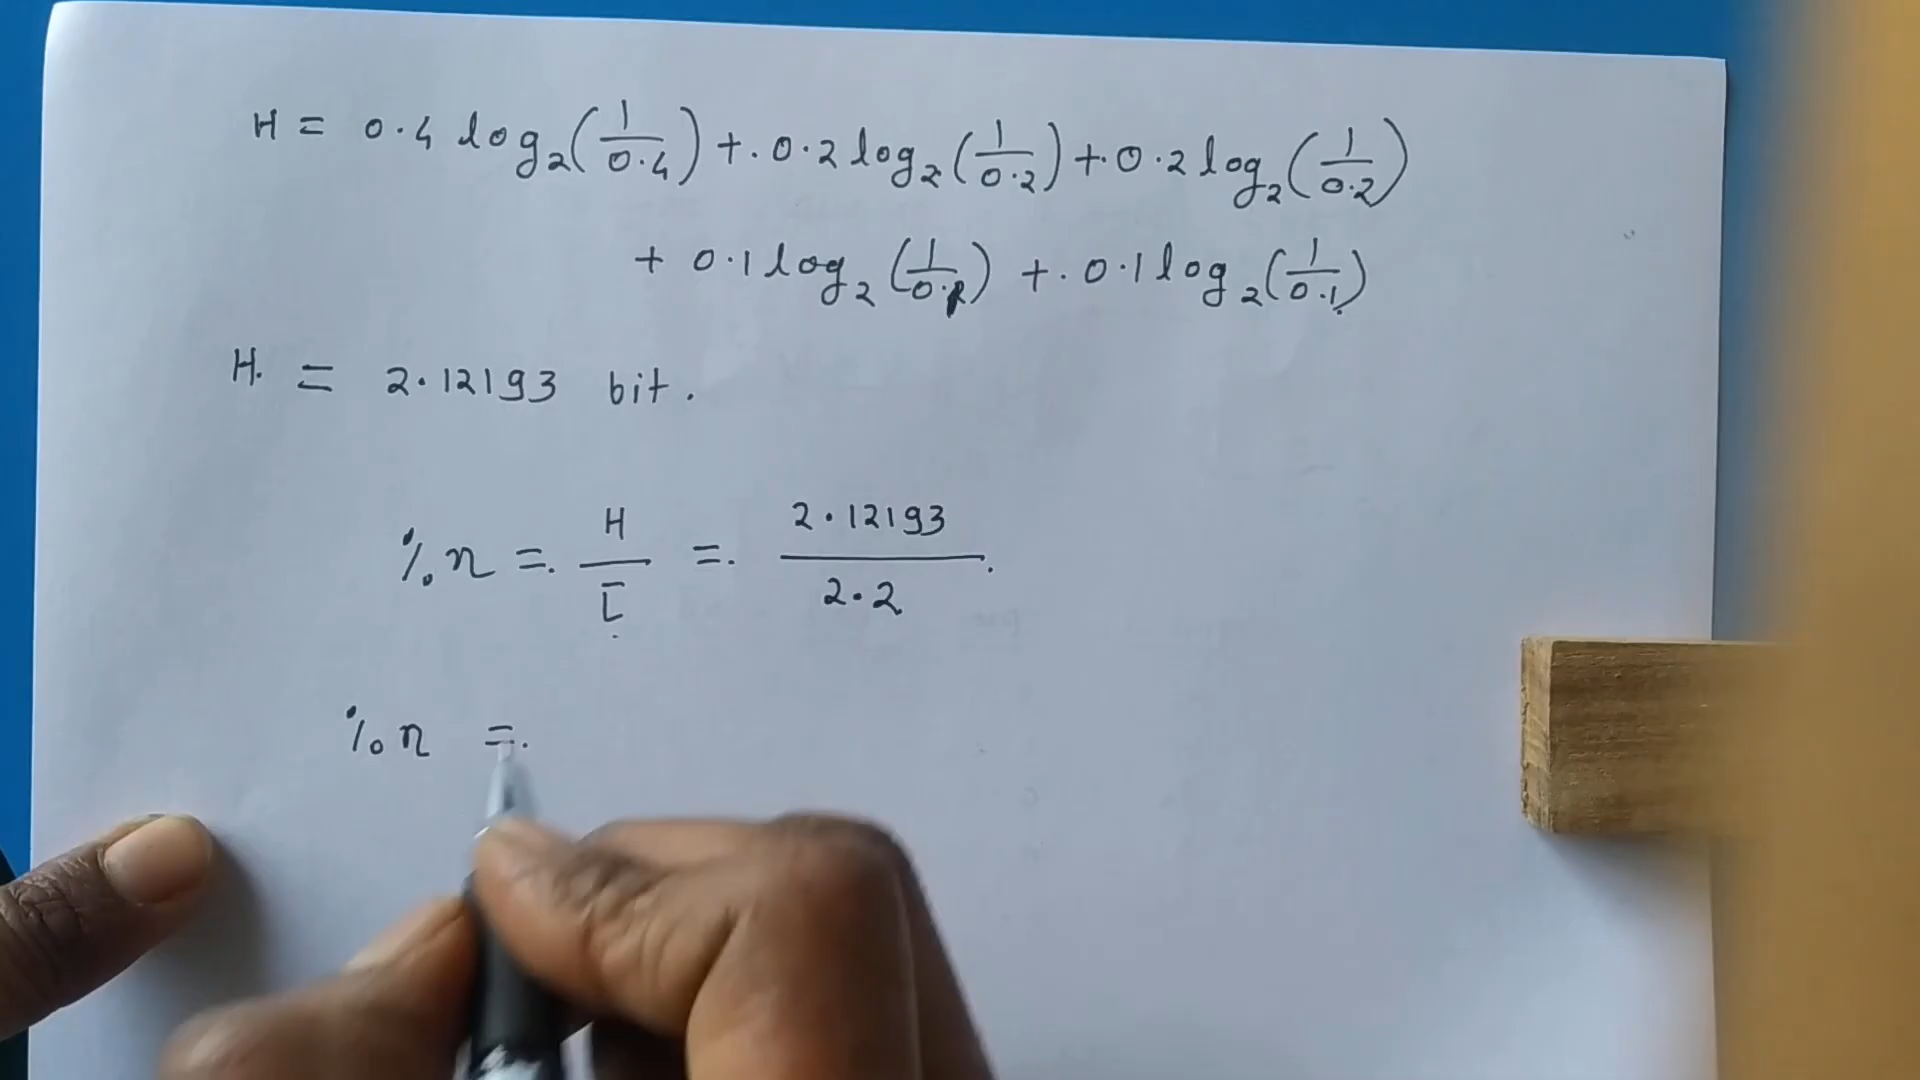 H = 0.4 log₂(1/0.4) + 0.2 log₂(1/0.2) + 0.2 log₂(1/0.2)
+ 0.1 log₂(1/0.1) + 0.1 log₂(1/0.1)
H = 2.12193 bit.
%η = H/L̄ = 2.12193/2.2
%η =